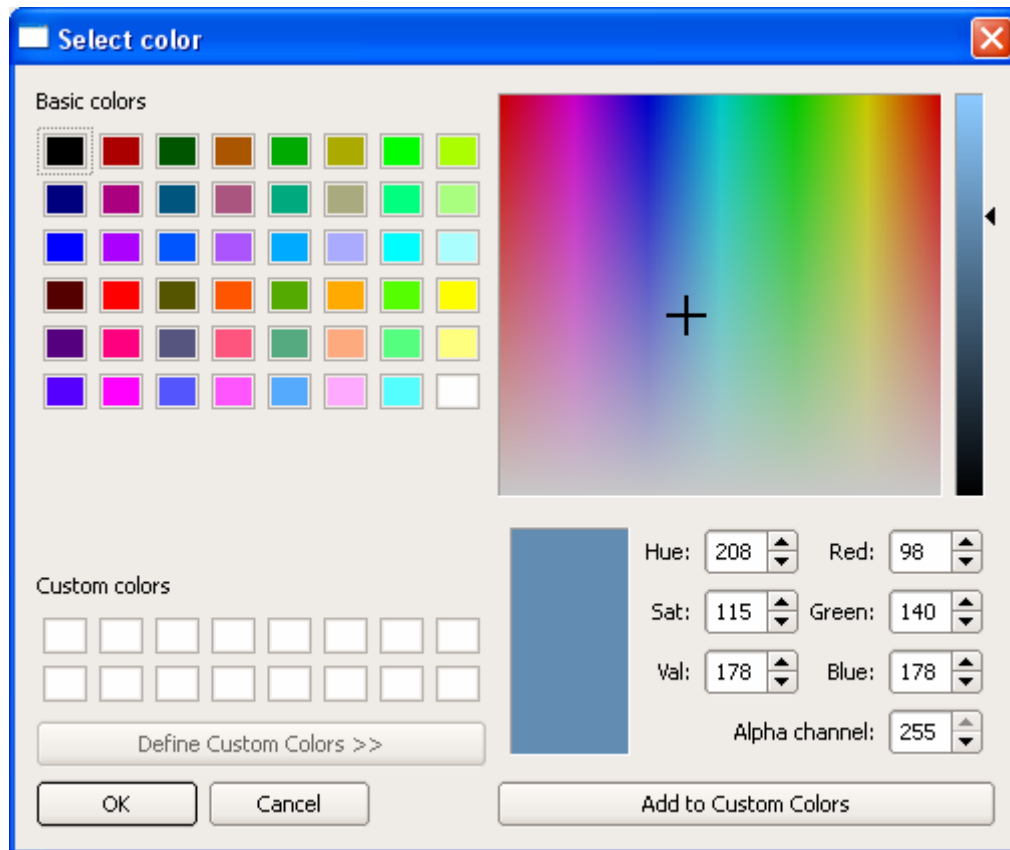 Select color
Basic colors
Hue: 208 Red: 98
Custom colors
Sat: 115 Green: 140
Val: 178 Blue: 178
Define Custom Colors >>
Alpha channel: 255
OK Cancel Add to Custom Colors